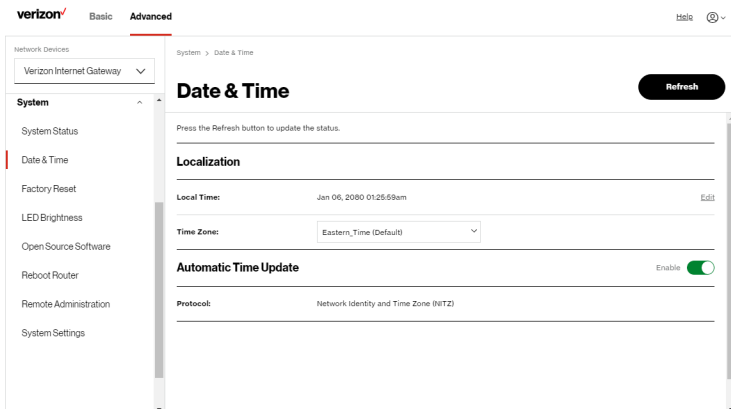 verizon
Basic
Advanced
Help
Network Devices
Verizon Internet Gateway
System
System Status
Date & Time
Factory Reset
LED Brightness
Open Source Software
Reboot Router
Remote Administration
System Settings
System > Date & Time
Date & Time
Refresh
Press the Refresh button to update the status.
Localization
Local Time: Jan 06, 2080 01:25:59am Edit
Time Zone: Eastern_Time (Default)
Automatic Time Update Enable
Protocol: Network Identity and Time Zone (NITZ)